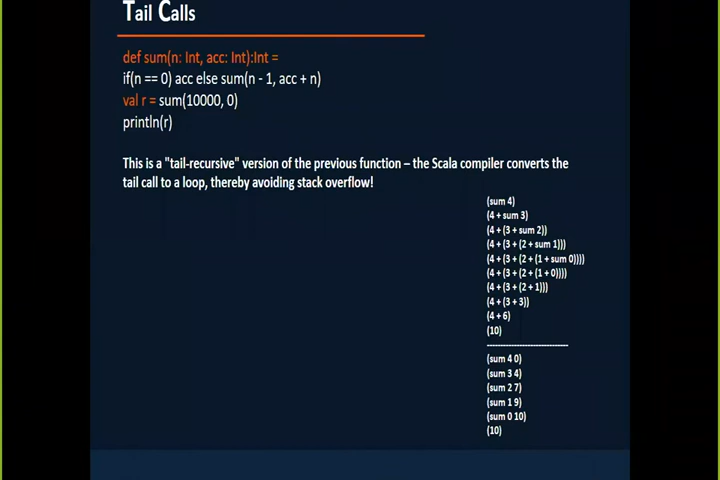 Tail Calls
def sum(n: Int, acc: Int):Int =
if(n == 0) acc else sum(n - 1, acc + n)
val r = sum(10000, 0)
println(r)
This is a "tail-recursive" version of the previous function – the Scala compiler converts the
tail call to a loop, thereby avoiding stack overflow!
(sum 4)
(4 + sum 3)
(4 + (3 + sum 2))
(4 + (3 + (2 + sum 1)))
(4 + (3 + (2 + (1 + sum 0))))
(4 + (3 + (2 + (1 + 0))))
(4 + (3 + (2 + 1)))
(4 + (3 + 3))
(4 + 6)
(10)
--------------------------------
(sum 4 0)
(sum 3 4)
(sum 2 7)
(sum 1 9)
(sum 0 10)
(10)